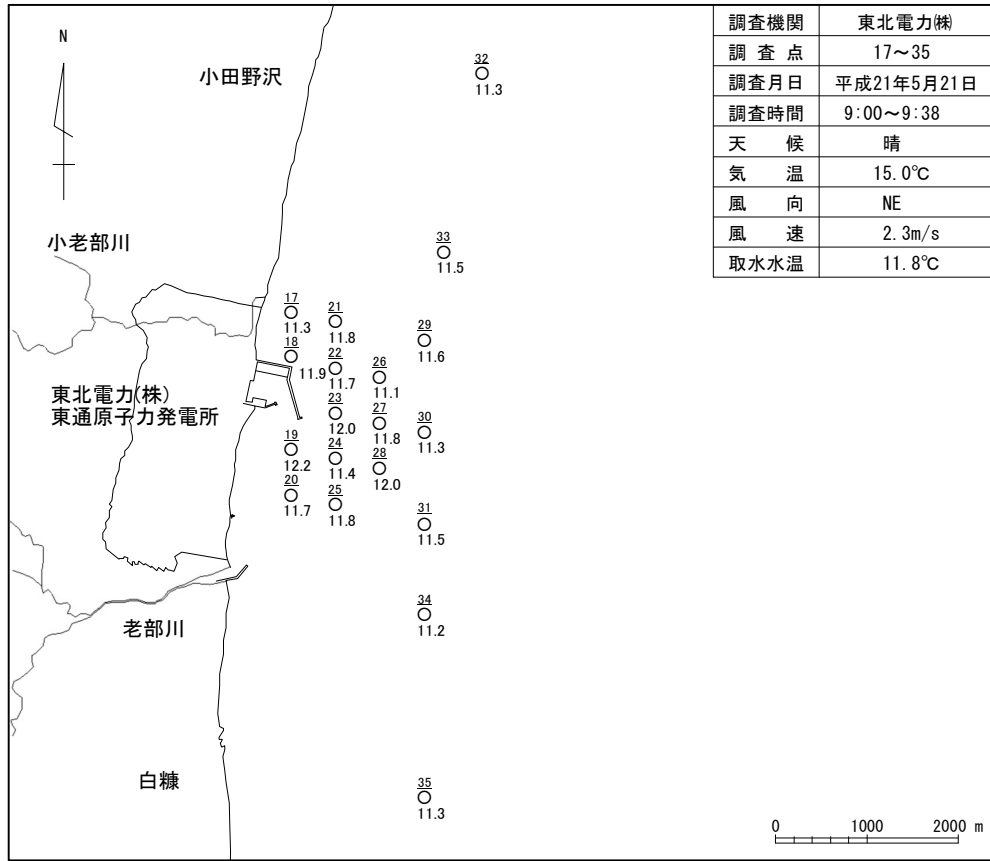 調査機関 東北電力㈱
調査点 17～35
調査月日 平成21年5月21日
調査時間 9:00～9:38
天候 晴
気温 15.0℃
風向 NE
風速 2.3m/s
取水水温 11.8℃
N
小田野沢
32
11.3
小老部川
33
11.5
17
11.3
21
11.8
29
11.6
18
11.9
22
11.7
26
11.1
東北電力(株)
東通原子力発電所
23
12.0
27
11.8
30
11.3
19
12.2
24
11.4
28
12.0
20
11.7
25
11.8
31
11.5
34
11.2
老部川
白糠
35
11.3
0 1000 2000 m